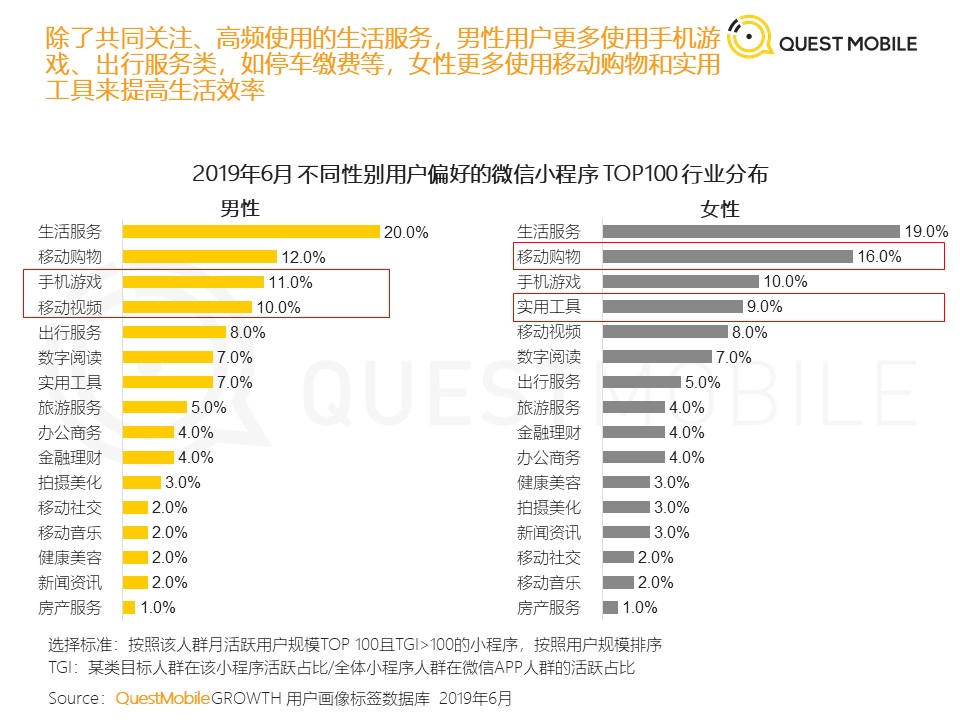 除了共同关注、高频使用的生活服务，男性用户更多使用手机游
戏、出行服务类，如停车缴费等，女性更多使用移动购物和实用
工具来提高生活效率
QUEST MOBILE
2019年6月 不同性别用户偏好的微信小程序 TOP100 行业分布
男性
生活服务 20.0%
移动购物 12.0%
手机游戏 11.0%
移动视频 10.0%
出行服务 8.0%
数字阅读 7.0%
实用工具 7.0%
旅游服务 5.0%
办公商务 4.0%
金融理财 4.0%
拍摄美化 3.0%
移动社交 2.0%
移动音乐 2.0%
健康美容 2.0%
新闻资讯 2.0%
房产服务 1.0%
女性
生活服务 19.0%
移动购物 16.0%
手机游戏 10.0%
实用工具 9.0%
移动视频 8.0%
数字阅读 7.0%
出行服务 5.0%
旅游服务 4.0%
金融理财 4.0%
办公商务 4.0%
健康美容 3.0%
拍摄美化 3.0%
新闻资讯 3.0%
移动社交 2.0%
移动音乐 2.0%
房产服务 1.0%
QUESTMOBILE
选择标准：按照该人群月活跃用户规模TOP 100且TGI>100的小程序，按照用户规模排序
TGI：某类目标人群在该小程序活跃占比/全体小程序人群在微信APP人群的活跃占比
Source：QuestMobileGROWTH 用户画像标签数据库 2019年6月